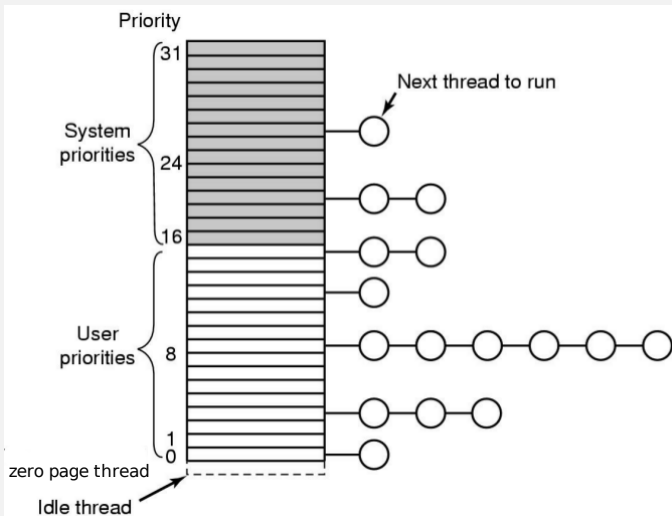 Priority
31
Next thread to run
System
priorities
24
16
User
priorities
8
1
0
zero page thread
Idle thread